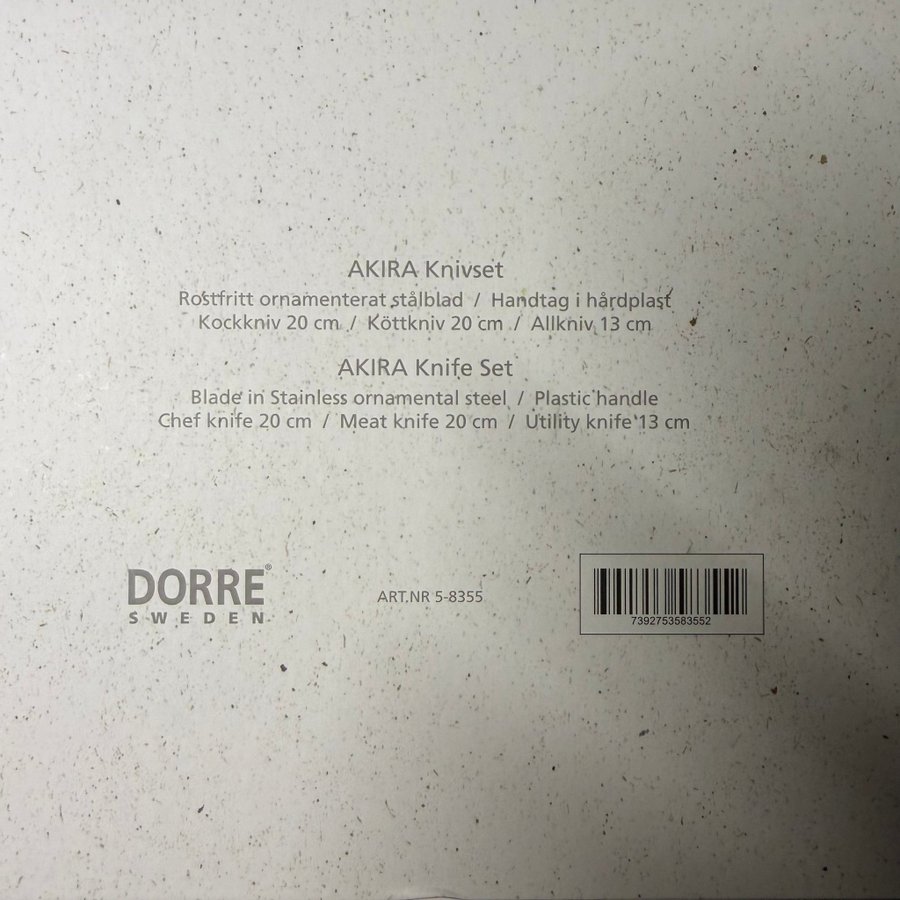 AKIRA Knivset
Rostfritt ornamenterat stålblad / Handtag i hårdplast
Kockkniv 20 cm / Köttkniv 20 cm / Allkniv 13 cm
AKIRA Knife Set
Blade in Stainless ornamental steel / Plastic handle
Chef knife 20 cm / Meat knife 20 cm / Utility knife 13 cm
DORRE®
SWEDEN
ART.NR 5-8355
7392753583552